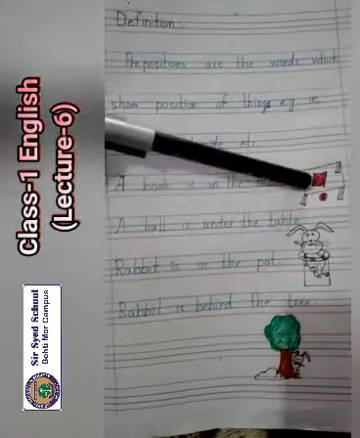 Definition.
Prepositions are the words which
show position of things e.g in,
etc.
A book is in the
A ball is under the table.
Rabbit is in the pot.
Rabbit is behind the tree.
Class-1 English
(Lecture-6)
Sir Syed School
Bohti Mor Campus